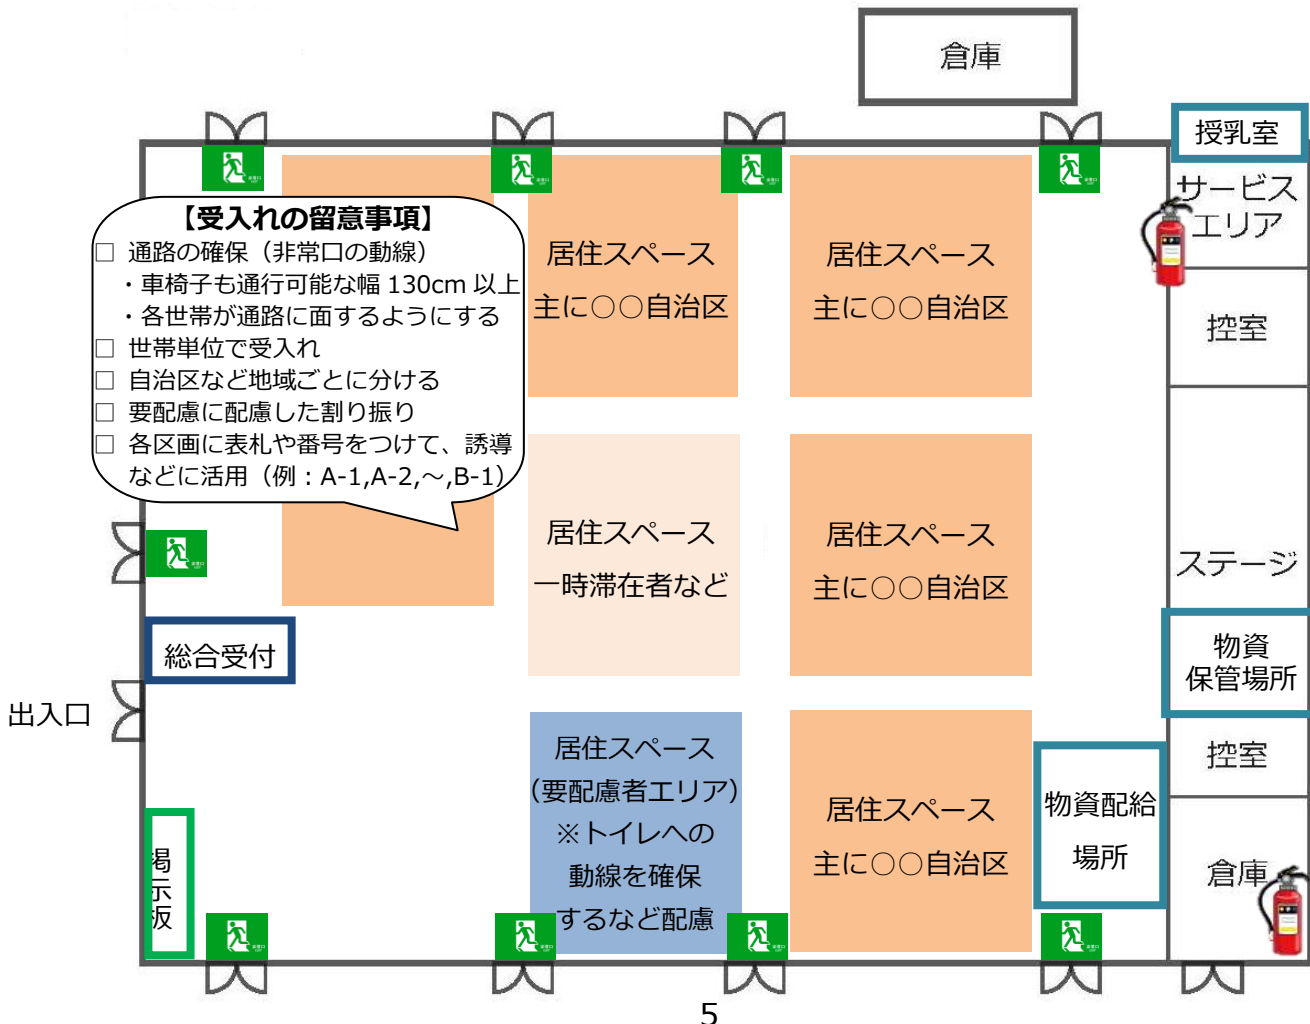 倉庫
授乳室
サービス
エリア
【受入れの留意事項】
□ 通路の確保（非常口の動線）
・車椅子も通行可能な幅 130cm 以上
・各世帯が通路に面するようにする
□ 世帯単位で受入れ
□ 自治区など地域ごとに分ける
□ 要配慮に配慮した割り振り
□ 各区画に表札や番号をつけて、誘導
などに活用（例：A-1,A-2,～,B-1）
居住スペース
主に○○自治区
居住スペース
主に○○自治区
控室
居住スペース
一時滞在者など
居住スペース
主に○○自治区
ステージ
総合受付
物資
保管場所
出入口
居住スペース
（要配慮者エリア）
※トイレへの
動線を確保
するなど配慮
居住スペース
主に○○自治区
物資配給
場所
控室
倉庫
掲示板
5